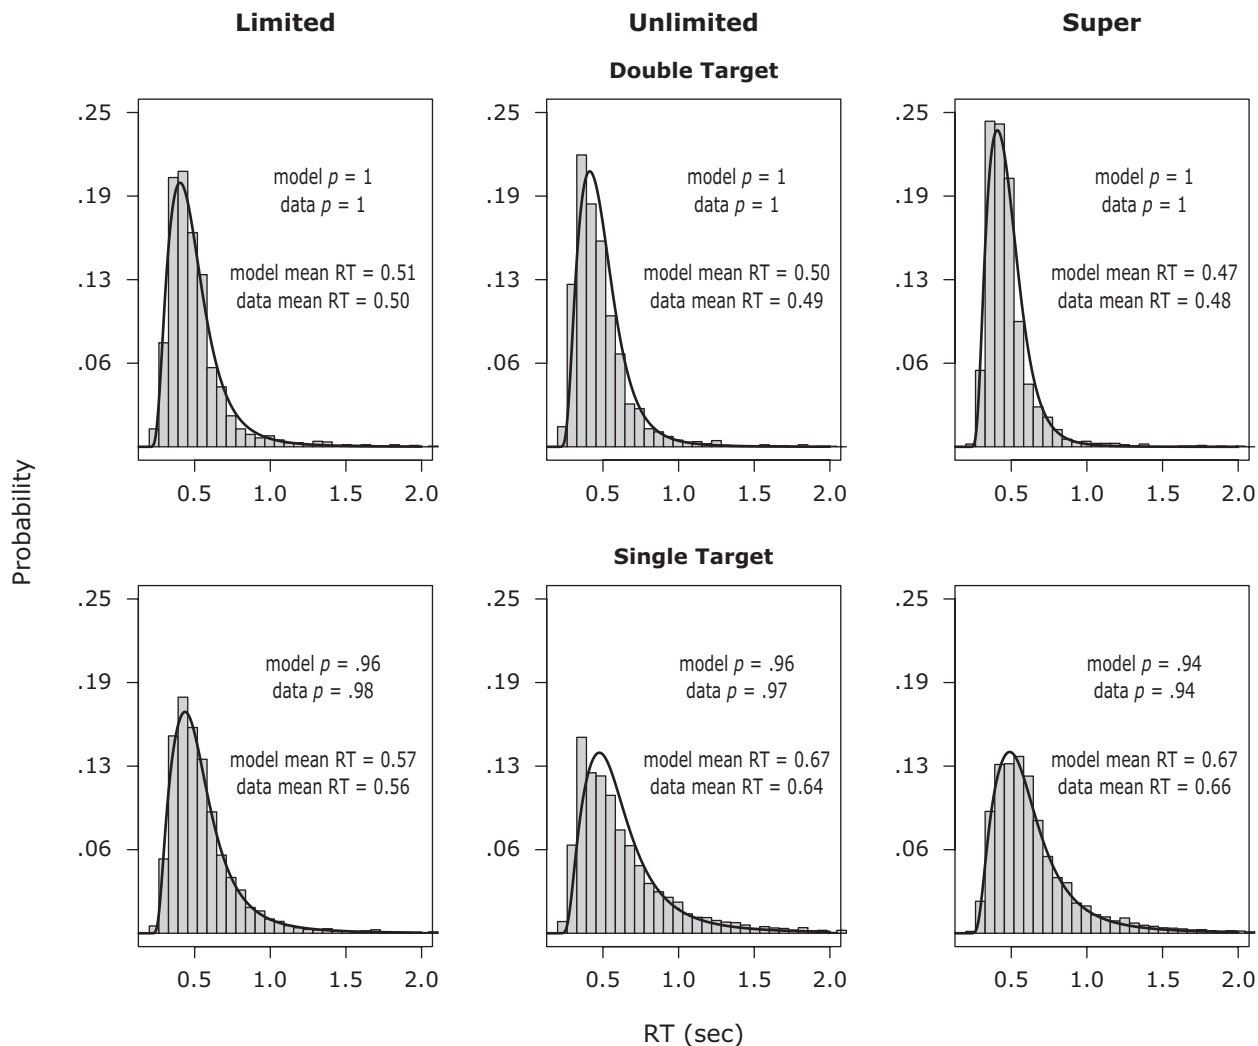 Limited Unlimited Super
Double Target
.25
.19
.13
.06
model p = 1
data p = 1
model mean RT = 0.51
data mean RT = 0.50
0.5 1.0 1.5 2.0
.25
.19
.13
.06
model p = 1
data p = 1
model mean RT = 0.50
data mean RT = 0.49
0.5 1.0 1.5 2.0
.25
.19
.13
.06
model p = 1
data p = 1
model mean RT = 0.47
data mean RT = 0.48
0.5 1.0 1.5 2.0
Probability
Single Target
.25
.19
.13
.06
model p = .96
data p = .98
model mean RT = 0.57
data mean RT = 0.56
0.5 1.0 1.5 2.0
.25
.19
.13
.06
model p = .96
data p = .97
model mean RT = 0.67
data mean RT = 0.64
0.5 1.0 1.5 2.0
.25
.19
.13
.06
model p = .94
data p = .94
model mean RT = 0.67
data mean RT = 0.66
0.5 1.0 1.5 2.0
RT (sec)